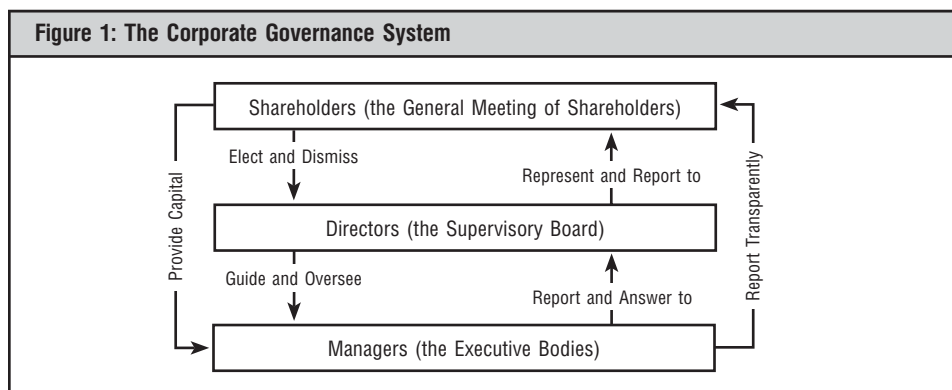 Figure 1: The Corporate Governance System
Shareholders (the General Meeting of Shareholders)
Elect and Dismiss
Represent and Report to
Provide Capital
Report Transparently
Directors (the Supervisory Board)
Guide and Oversee
Report and Answer to
Managers (the Executive Bodies)